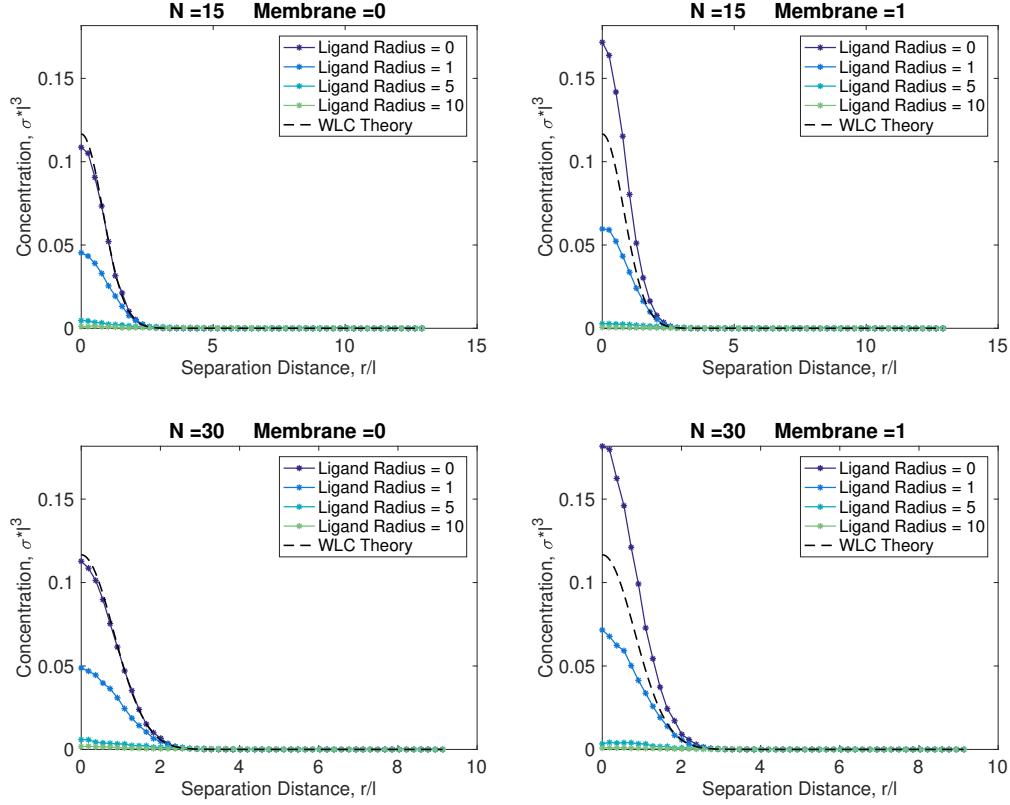 N =15 Membrane =0
Concentration, σ*l³
0.15
0.1
0.05
0
0 5 10 15
Separation Distance, r/l
Ligand Radius = 0
Ligand Radius = 1
Ligand Radius = 5
Ligand Radius = 10
WLC Theory
N =15 Membrane =1
Concentration, σ*l³
0.15
0.1
0.05
0
0 5 10 15
Separation Distance, r/l
Ligand Radius = 0
Ligand Radius = 1
Ligand Radius = 5
Ligand Radius = 10
WLC Theory
N =30 Membrane =0
Concentration, σ*l³
0.15
0.1
0.05
0
0 2 4 6 8 10
Separation Distance, r/l
Ligand Radius = 0
Ligand Radius = 1
Ligand Radius = 5
Ligand Radius = 10
WLC Theory
N =30 Membrane =1
Concentration, σ*l³
0.15
0.1
0.05
0
0 2 4 6 8 10
Separation Distance, r/l
Ligand Radius = 0
Ligand Radius = 1
Ligand Radius = 5
Ligand Radius = 10
WLC Theory